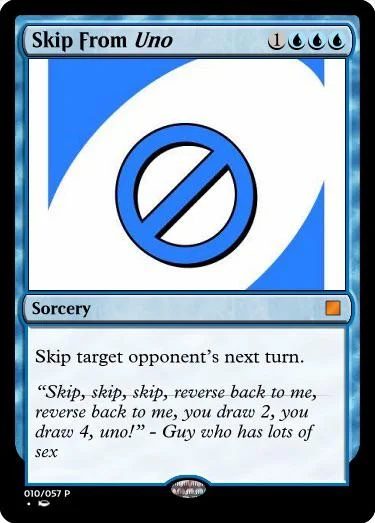 Skip From Uno 1
Sorcery
Skip target opponent's next turn.
"Skip, skip, skip, reverse back to me,
reverse back to me, you draw 2, you
draw 4, uno!" - Guy who has lots of
sex
010/057 P